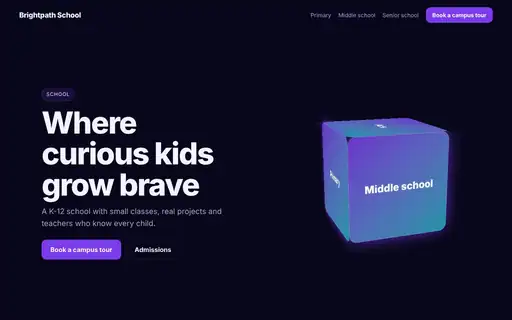 Brightpath School
Primary
Middle school
Senior school
Book a campus tour
SCHOOL
Where
curious kids
grow brave
A K-12 school with small classes, real projects and
teachers who know every child.
Book a campus tour
Admissions
Primary
Middle school